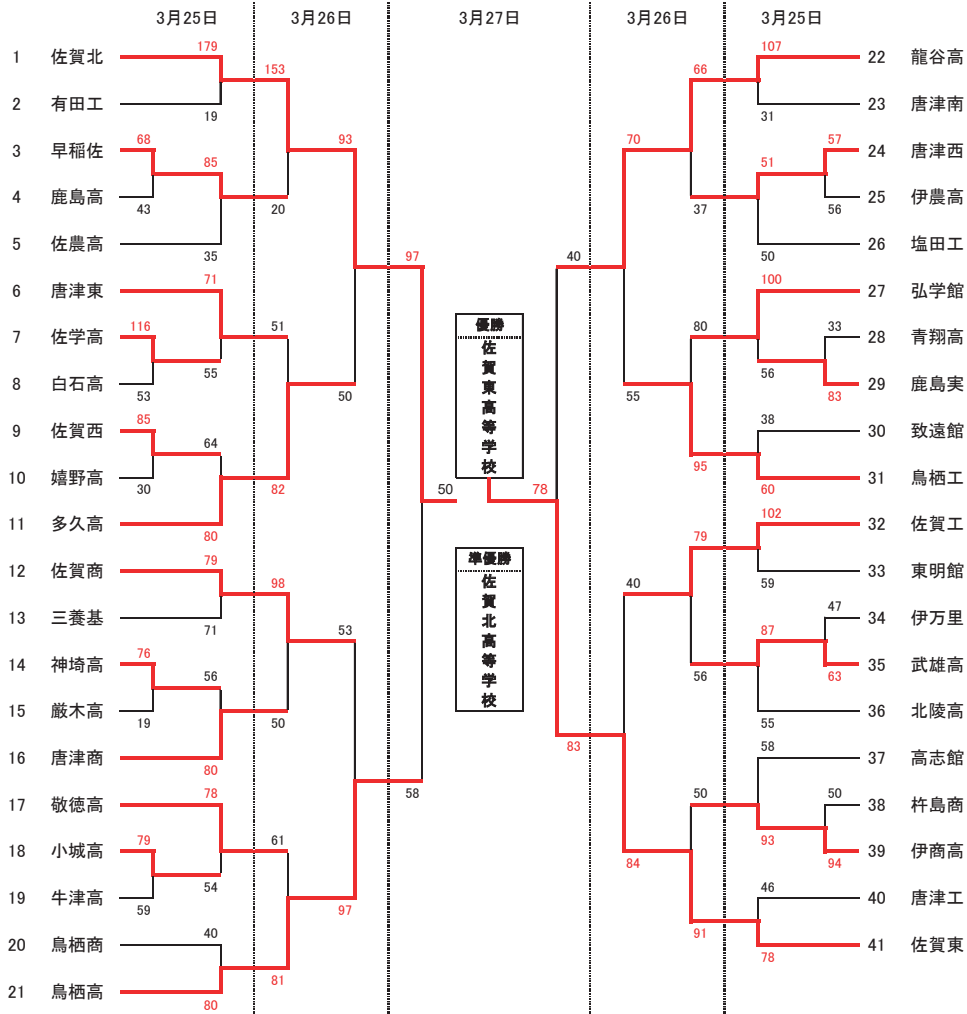 3月25日 3月26日 3月27日 3月26日 3月25日
1 佐賀北 179
2 有田工 19
153
3 早稲佐 68
4 鹿島高 43
85
5 佐農高 35
20
93
6 唐津東 71
7 佐学高 116
8 白石高 53
55
51
9 佐賀西 85
10 嬉野高 30
64
11 多久高 80
82
50
97
12 佐賀商 79
13 三養基 71
98
14 神埼高 76
15 厳木高 19
56
16 唐津商 80
50
53
17 敬徳高 78
18 小城高 79
19 牛津高 59
54
61
20 鳥栖商 40
21 鳥栖高 80
81
97
58
50
優勝
佐賀東高等学校
78
準優勝
佐賀北高等学校
107 22 龍谷高
31 23 唐津南
66
57 24 唐津西
56 25 伊農高
51
50 26 塩田工
37
70
100 27 弘学館
33 28 青翔高
83 29 鹿島実
56
80
38 30 致遠館
60 31 鳥栖工
95
55
40
102 32 佐賀工
59 33 東明館
79
47 34 伊万里
63 35 武雄高
87
55 36 北陵高
56
40
58 37 高志館
50 38 杵島商
94 39 伊商高
93
50
46 40 唐津工
78 41 佐賀東
91
84
83